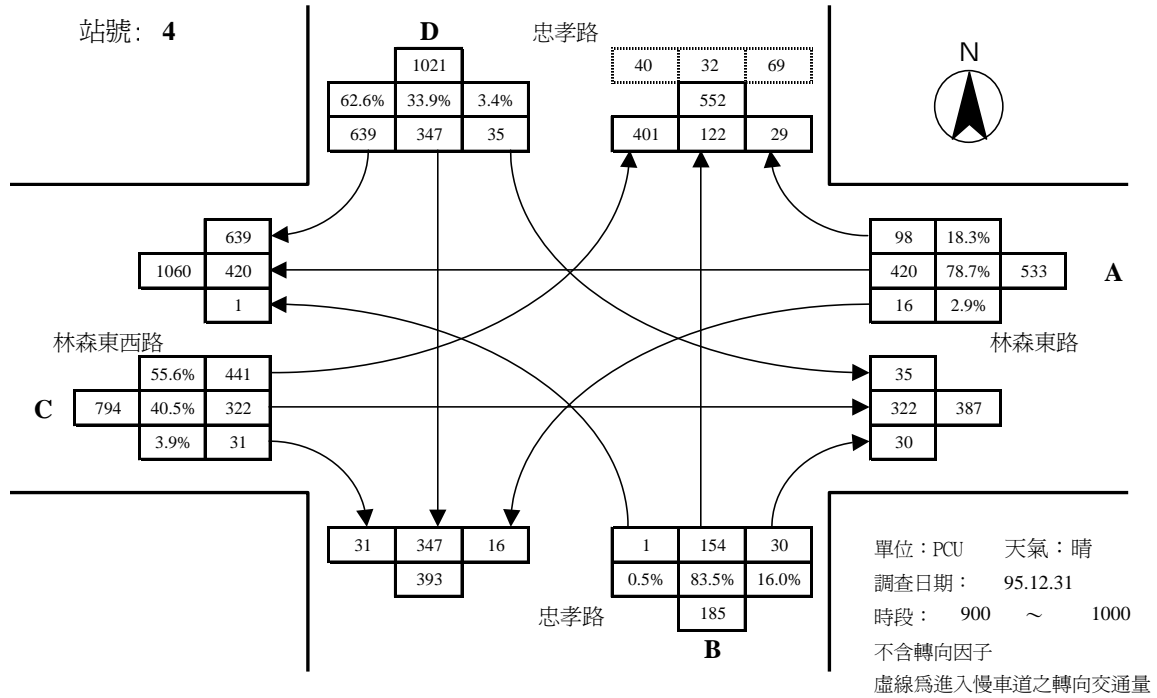 站號： 4
D
忠孝路
N
1021
40 32 69
62.6% 33.9% 3.4%
552
639 347 35
401 122 29
639
98 18.3%
1060 420
420 78.7% 533
A
1
16 2.9%
林森東西路
林森東路
55.6% 441
35
C
794 40.5% 322
322 387
3.9% 31
30
31 347 16
1 154 30
393
0.5% 83.5% 16.0%
忠孝路
185
B
單位：PCU 天氣：晴
調查日期： 95.12.31
時段： 900 ～ 1000
不含轉向因子
虛線為進入慢車道之轉向交通量